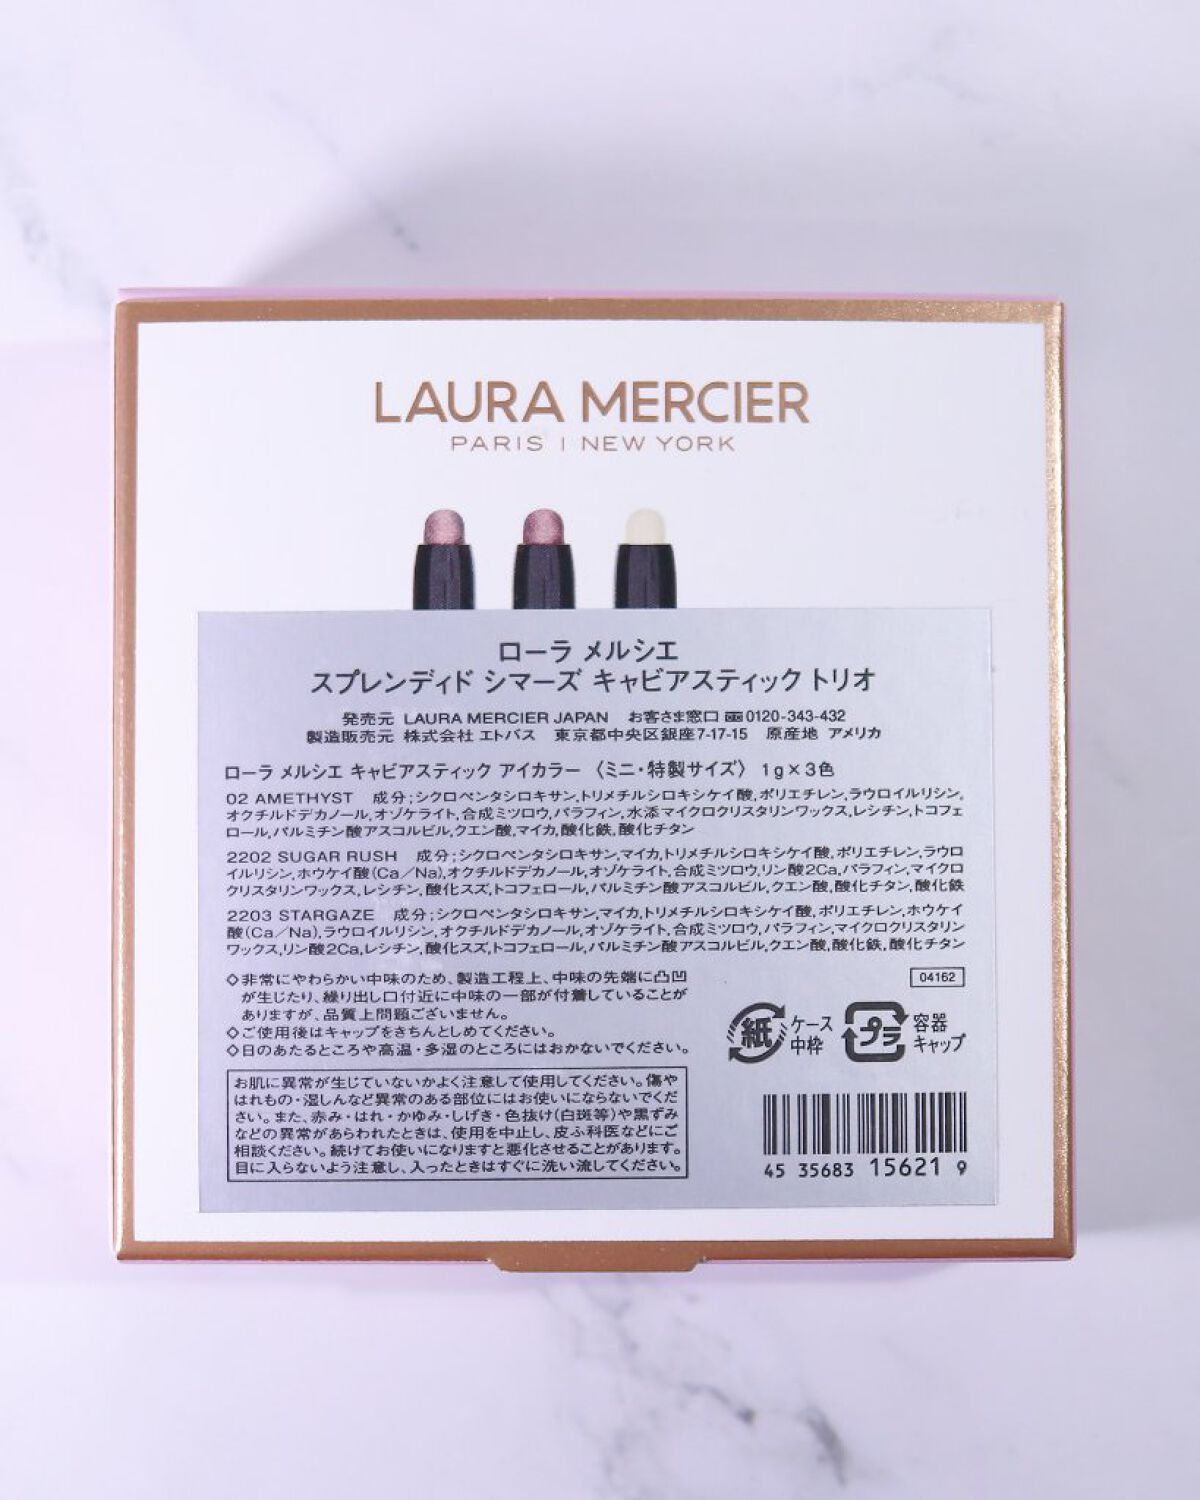 LAURA MERCIER
PARIS | NEW YORK
ローラ メルシエ
スプレンディド シマーズ キャビアスティック トリオ
発売元 LAURA MERCIER JAPAN お客さま窓口 0120-343-432
製造販売元 株式会社 エトバス 東京都中央区銀座7-17-15 原産地 アメリカ
ローラ メルシエ キャビアスティック アイカラー 〈ミニ・特製サイズ〉 1g×3色
02 AMETHYST 成分;シクロペンタシロキサン,トリメチルシロキシケイ酸,ポリエチレン,ラウロイルリシン,
オクチルドデカノール,オゾケライト,合成ミツロウ,パラフィン,水添マイクロクリスタリンワックス,レシチン,トコフェ
ロール,パルミチン酸アスコルビル,クエン酸,マイカ,酸化鉄,酸化チタン
2202 SUGAR RUSH 成分;シクロペンタシロキサン,マイカ,トリメチルシロキシケイ酸,ポリエチレン,ラウロ
イルリシン,ホウケイ酸(Ca/Na),オクチルドデカノール,オゾケライト,合成ミツロウ,リン酸2Ca,パラフィン,マイクロ
クリスタリンワックス,レシチン,酸化スズ,トコフェロール,パルミチン酸アスコルビル,クエン酸,酸化チタン,酸化鉄
2203 STARGAZE 成分;シクロペンタシロキサン,マイカ,トリメチルシロキシケイ酸,ポリエチレン,ホウケイ
酸(Ca/Na),ラウロイルリシン,オクチルドデカノール,オゾケライト,合成ミツロウ,パラフィン,マイクロクリスタリン
ワックス,リン酸2Ca,レシチン,酸化スズ,トコフェロール,パルミチン酸アスコルビル,クエン酸,酸化鉄,酸化チタン
◇非常にやわらかい中味のため、製造工程上、中味の先端に凸凹
が生じたり、繰り出し口付近に中味の一部が付着していることが
ありますが、品質上問題ございません。
◇ご使用後はキャップをきちんとしめてください。
◇日のあたるところや高温・多湿のところにはおかないでください。
04162
紙 ケース
中枠
プラ 容器
キャップ
お肌に異常が生じていないかよく注意して使用してください。傷や
はれもの・湿しんなど異常のある部位にはお使いにならないでくだ
さい。また、赤み・はれ・かゆみ・しげき・色抜け(白斑等)や黒ずみ
などの異常があらわれたときは、使用を中止し、皮ふ科医などにご
相談ください。続けてお使いになりますと悪化させることがあります。
目に入らないよう注意し、入ったときはすぐに洗い流してください。
45 35683 15621 9